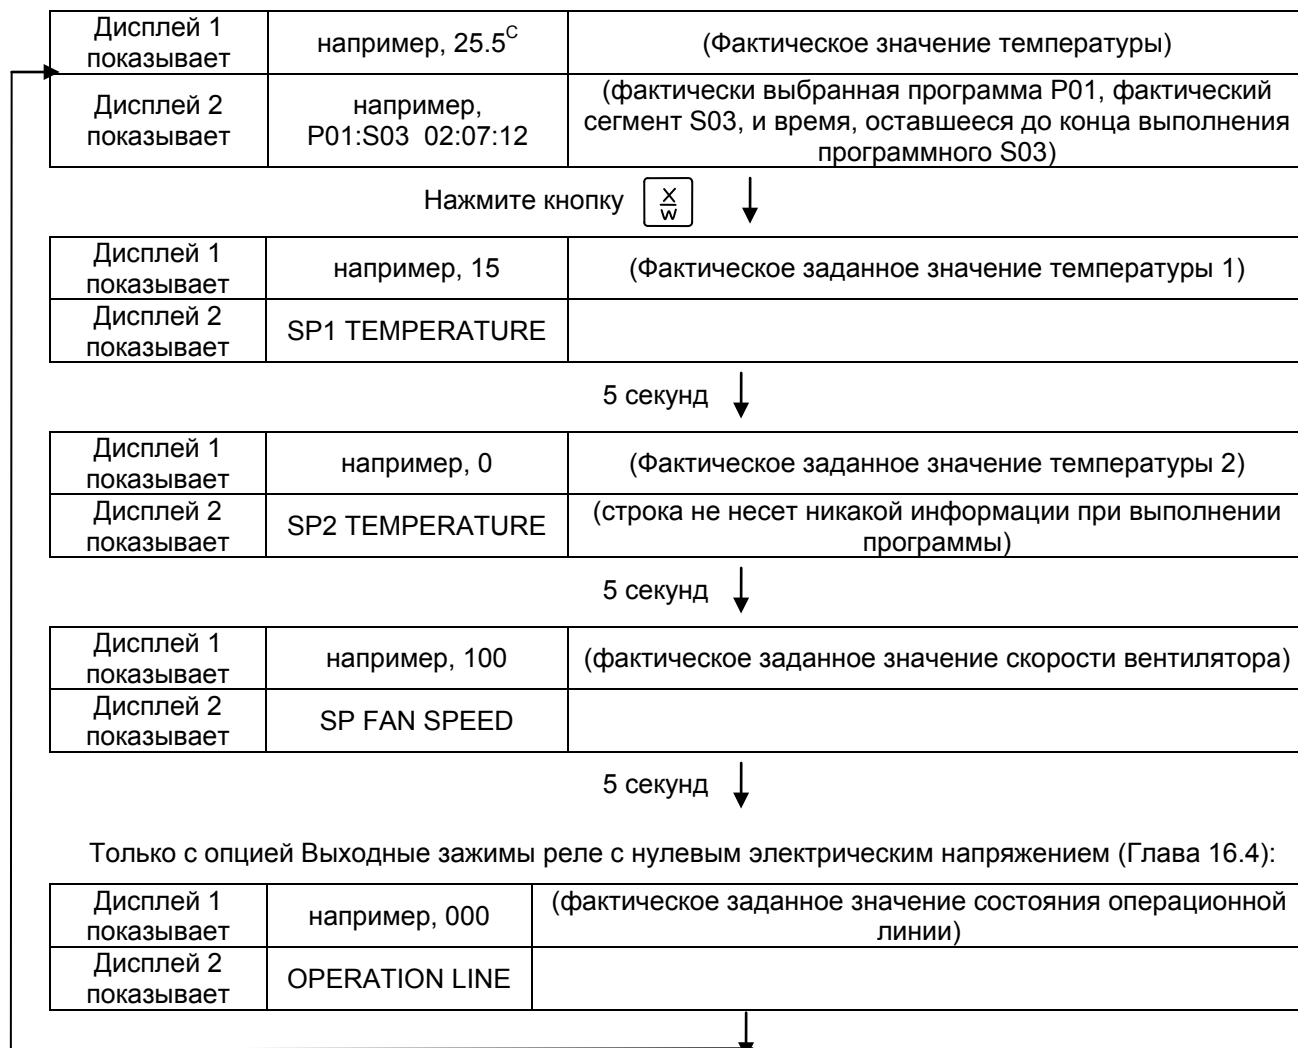 Дисплей 1
показывает
например, 25.5C
(Фактическое значение температуры)
Дисплей 2
показывает
например,
P01:S03 02:07:12
(фактически выбранная программа P01, фактический
сегмент S03, и время, оставшееся до конца выполнения
программного S03)
Нажмите кнопку X W
Дисплей 1
показывает
например, 15
(Фактическое заданное значение температуры 1)
Дисплей 2
показывает
SP1 TEMPERATURE
5 секунд
Дисплей 1
показывает
например, 0
(Фактическое заданное значение температуры 2)
Дисплей 2
показывает
SP2 TEMPERATURE
(строка не несет никакой информации при выполнении
программы)
5 секунд
Дисплей 1
показывает
например, 100
(фактическое заданное значение скорости вентилятора)
Дисплей 2
показывает
SP FAN SPEED
5 секунд
Только с опцией Выходные зажимы реле с нулевым электрическим напряжением (Глава 16.4):
Дисплей 1
показывает
например, 000
(фактическое заданное значение состояния операционной
линии)
Дисплей 2
показывает
OPERATION LINE